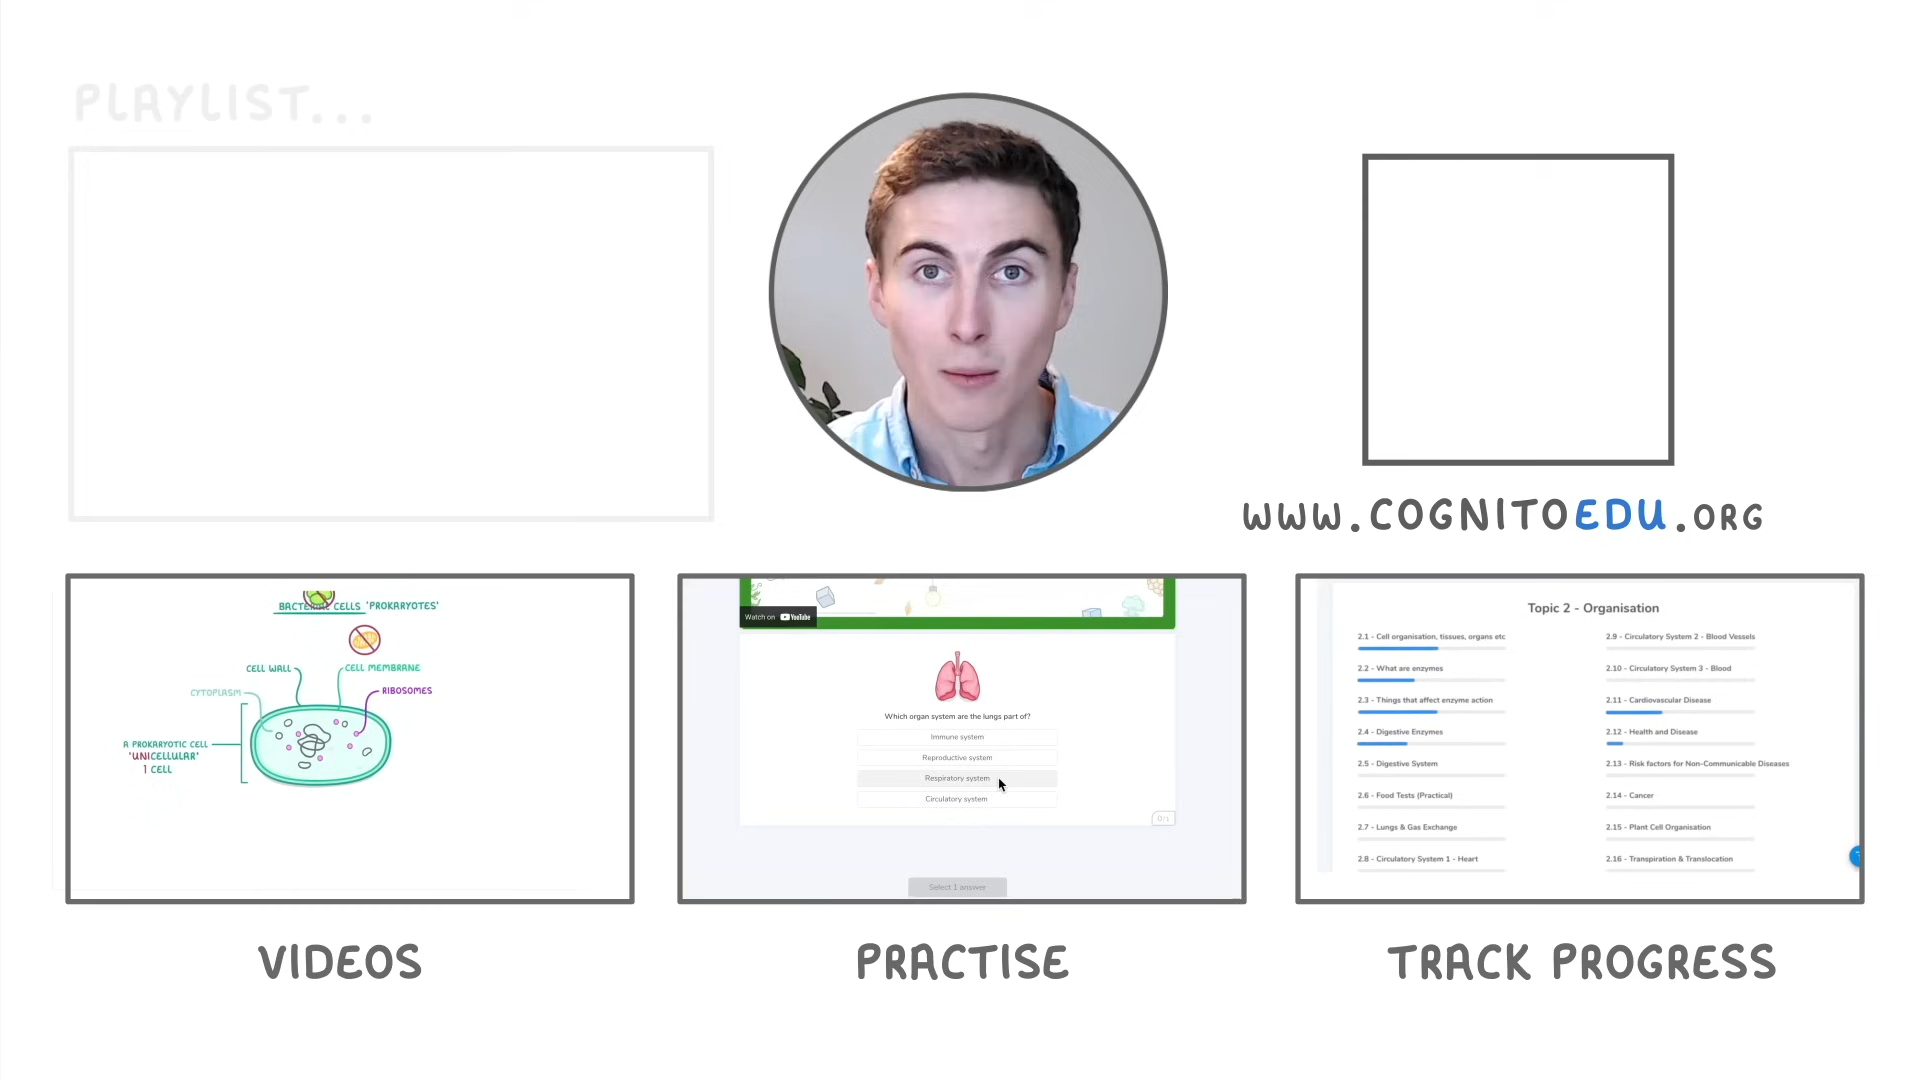 PLAYLIST...
WWW.COGNITOEDU.ORG
BACTERIAL CELLS 'PROKARYOTES'
CELL WALL
CELL MEMBRANE
CYTOPLASM
RIBOSOMES
A PROKARYOTIC CELL
'UNICELLULAR'
1 CELL
Watch on YouTube
Which organ system are the lungs part of?
Immune system
Reproductive system
Respiratory system
Circulatory system
0/1
Select 1 answer
Topic 2 - Organisation
2.1 - Cell organisation, tissues, organs etc
2.2 - What are enzymes
2.3 - Things that affect enzyme action
2.4 - Digestive Enzymes
2.5 - Digestive System
2.6 - Food Tests (Practical)
2.7 - Lungs & Gas Exchange
2.8 - Circulatory System 1 - Heart
2.9 - Circulatory System 2 - Blood Vessels
2.10 - Circulatory System 3 - Blood
2.11 - Cardiovascular Disease
2.12 - Health and Disease
2.13 - Risk factors for Non-Communicable Diseases
2.14 - Cancer
2.15 - Plant Cell Organisation
2.16 - Transpiration & Translocation
VIDEOS
PRACTISE
TRACK PROGRESS